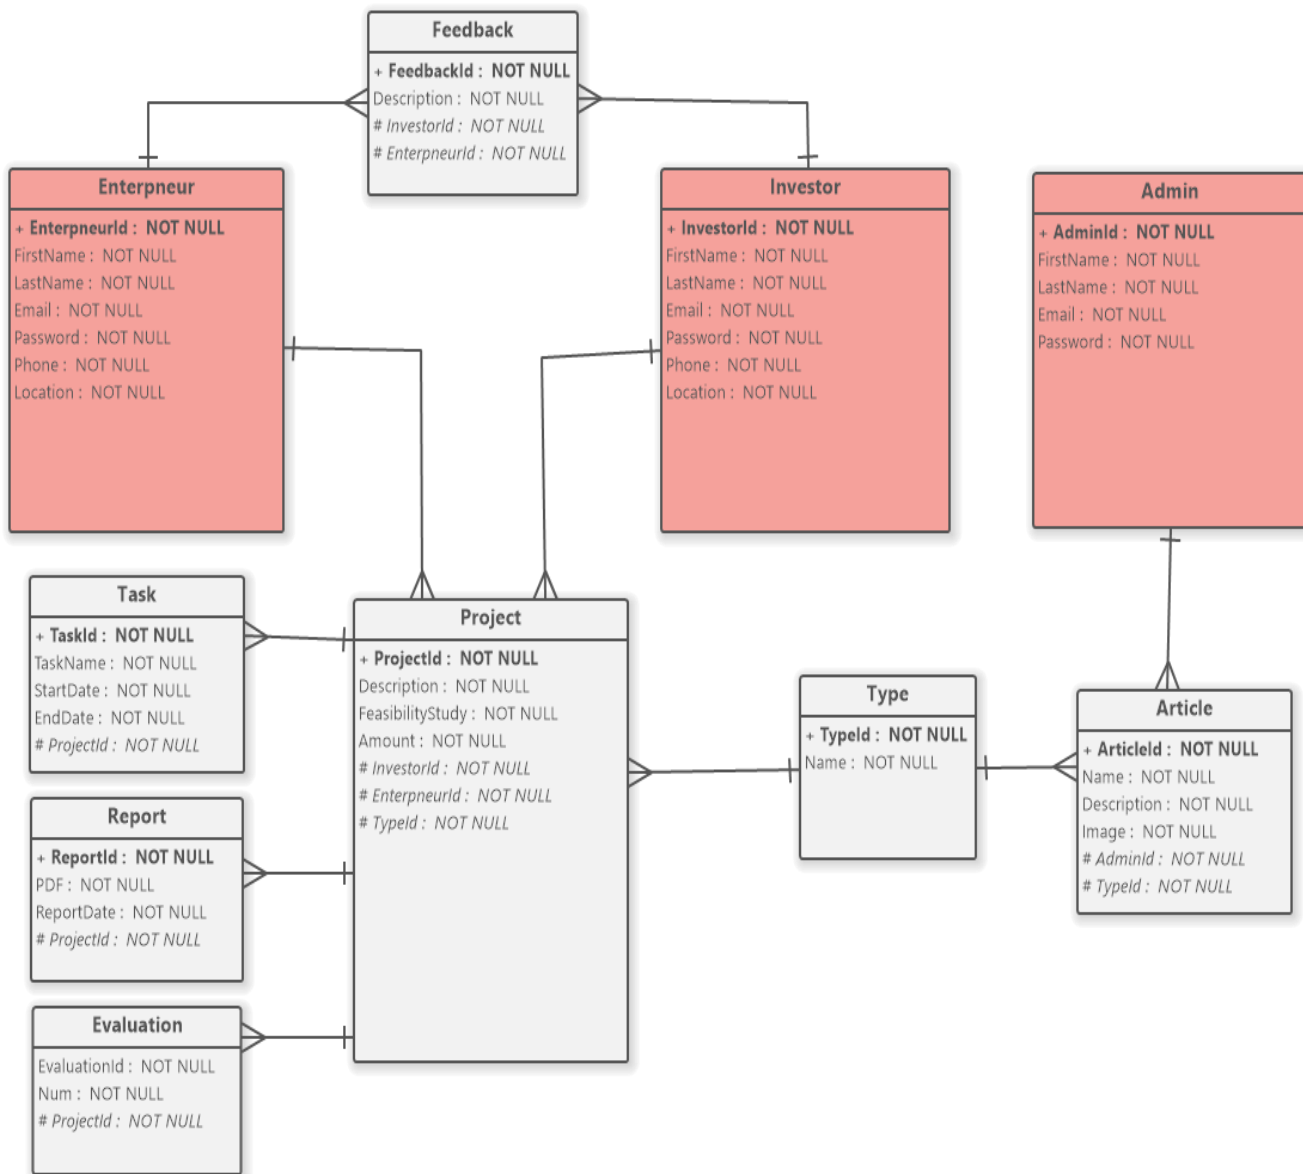 Feedback
+ FeedbackId : NOT NULL
Description : NOT NULL
# InvestorId : NOT NULL
# EnterpneurId : NOT NULL
Enterpneur
+ EnterpneurId : NOT NULL
FirstName : NOT NULL
LastName : NOT NULL
Email : NOT NULL
Password : NOT NULL
Phone : NOT NULL
Location : NOT NULL
Investor
+ InvestorId : NOT NULL
FirstName : NOT NULL
LastName : NOT NULL
Email : NOT NULL
Password : NOT NULL
Phone : NOT NULL
Location : NOT NULL
Admin
+ AdminId : NOT NULL
FirstName : NOT NULL
LastName : NOT NULL
Email : NOT NULL
Password : NOT NULL
Task
+ TaskId : NOT NULL
TaskName : NOT NULL
StartDate : NOT NULL
EndDate : NOT NULL
# ProjectId : NOT NULL
Project
+ ProjectId : NOT NULL
Description : NOT NULL
FeasibilityStudy : NOT NULL
Amount : NOT NULL
# InvestorId : NOT NULL
# EnterpneurId : NOT NULL
# TypeId : NOT NULL
Type
+ TypeId : NOT NULL
Name : NOT NULL
Article
+ ArticleId : NOT NULL
Name : NOT NULL
Description : NOT NULL
Image : NOT NULL
# AdminId : NOT NULL
# TypeId : NOT NULL
Report
+ ReportId : NOT NULL
PDF : NOT NULL
ReportDate : NOT NULL
# ProjectId : NOT NULL
Evaluation
EvaluationId : NOT NULL
Num : NOT NULL
# ProjectId : NOT NULL